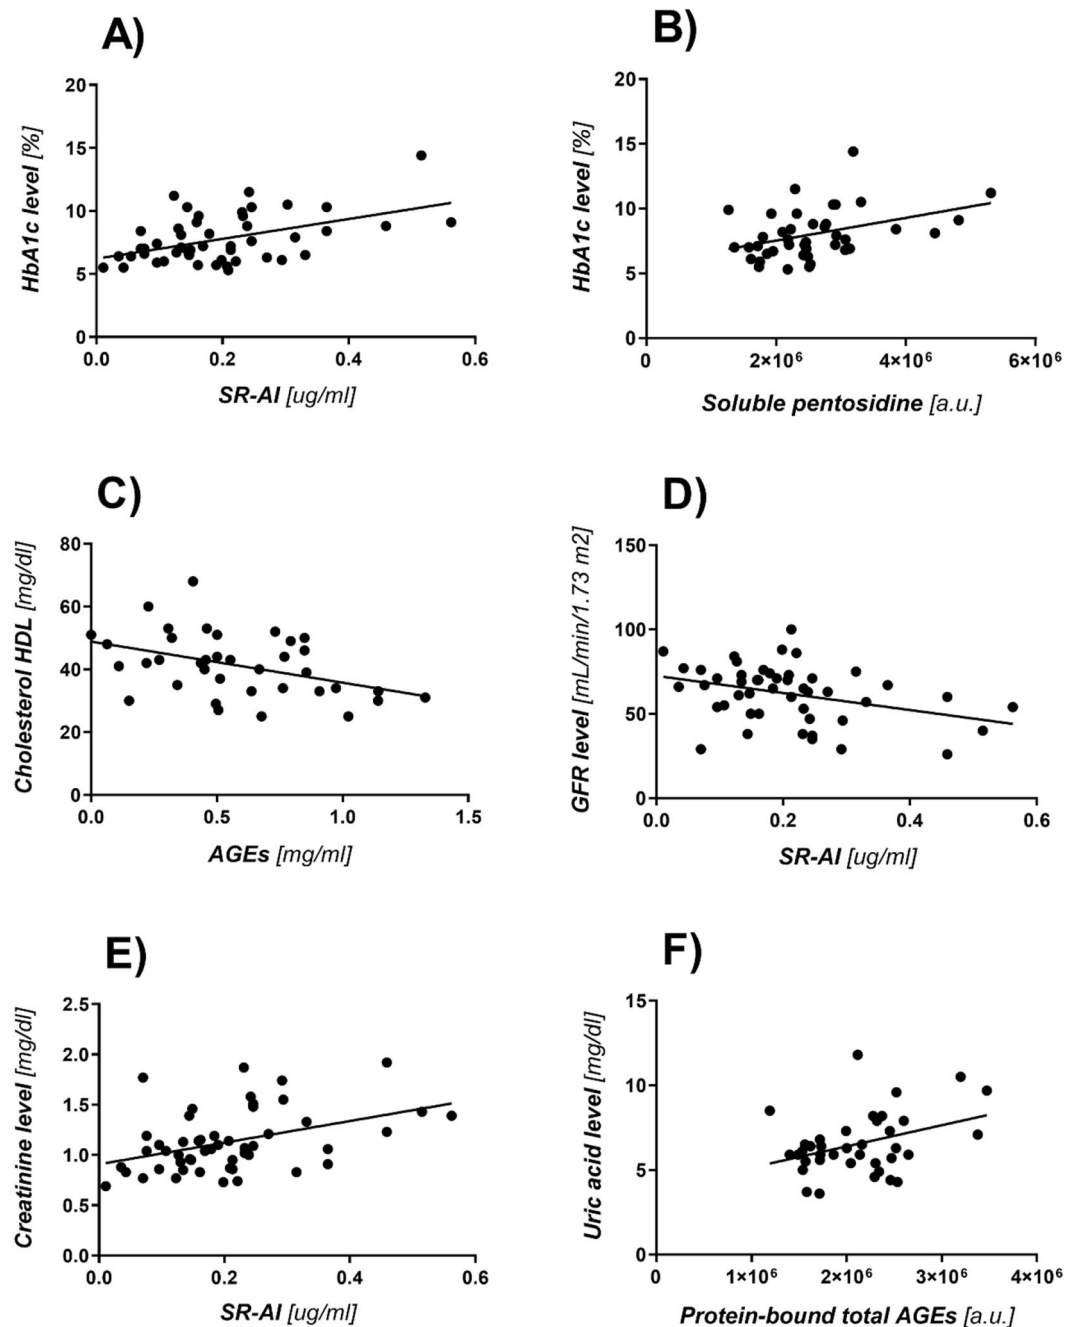 A)
20
15
10
5
0
HbA1c level [%]
0.0 0.2 0.4 0.6
SR-AI [ug/ml]
B)
20
15
10
5
0
HbA1c level [%]
0 2×10⁶ 4×10⁶ 6×10⁶
Soluble pentosidine [a.u.]
C)
80
60
40
20
0
Cholesterol HDL [mg/dl]
0.0 0.5 1.0 1.5
AGEs [mg/ml]
D)
150
100
50
0
GFR level [mL/min/1.73 m2]
0.0 0.2 0.4 0.6
SR-AI [ug/ml]
E)
2.5
2.0
1.5
1.0
0.5
0.0
Creatinine level [mg/dl]
0.0 0.2 0.4 0.6
SR-AI [ug/ml]
F)
15
10
5
0
Uric acid level [mg/dl]
0 1×10⁶ 2×10⁶ 3×10⁶ 4×10⁶
Protein-bound total AGEs [a.u.]